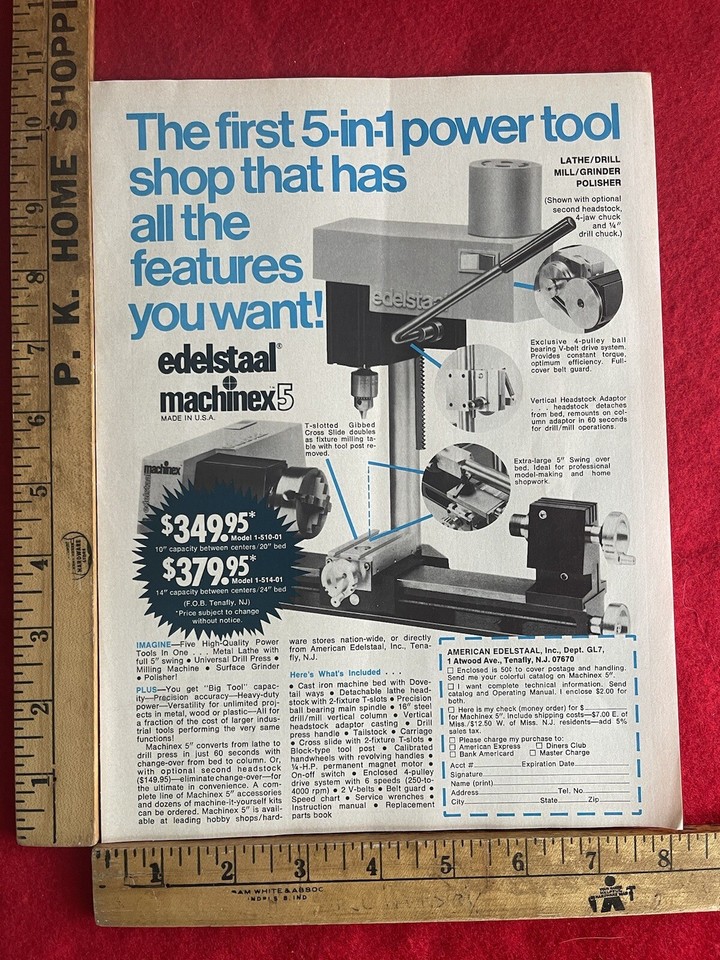 The first 5-in-1 power tool
shop that has
all the
features
you want!
LATHE/DRILL
MILL/GRINDER
POLISHER
(Shown with optional
second headstock,
4-jaw chuck
and ¼"
drill chuck.)
edelstaal
Exclusive 4-pulley ball
bearing V-belt drive system.
Provides constant torque,
optimum efficiency. Full-
cover belt guard.
edelstaal®
machinex™5
MADE IN U.S.A.
Vertical Headstock Adaptor
. . . headstock detaches
from bed, remounts on col-
umn adaptor in 60 seconds
for drill/mill operations.
T-slotted Gibbed
Cross Slide doubles
as fixture milling ta-
ble with tool post re-
moved.
Extra-large 5" Swing over
bed. Ideal for professional
model-making and home
shopwork.
machinex
edelstaal
$349.95*
Model 1-510-01
10" capacity between centers/20" bed
$379.95*
Model 1-514-01
14" capacity between centers/24" bed
(F.O.B. Tenafly, NJ)
*Price subject to change
without notice.
IMAGINE—Five High-Quality Power
Tools In One . . . Metal Lathe with
full 5" swing ● Universal Drill Press ●
Milling Machine ● Surface Grinder
● Polisher!
PLUS—You get "Big Tool" capac-
ity—Precision accuracy—Heavy-duty
power—Versatility for unlimited proj-
ects in metal, wood or plastic—All for
a fraction of the cost of larger indus-
trial tools performing the very same
functions!
Machinex 5" converts from lathe to
drill press in just 60 seconds with
change-over from bed to column. Or,
with optional second headstock
($149.95)—eliminate change-over—for
the ultimate in convenience. A com-
plete line of Machinex 5" accessories
and dozens of machine-it-yourself kits
can be ordered. Machinex 5" is avail-
able at leading hobby shops/hard-
ware stores nation-wide, or directly
from American Edelstaal, Inc., Tena-
fly, N.J.
Here's What's Included . . .
● Cast iron machine bed with Dove-
tail ways ● Detachable lathe head-
stock with 2-fixture T-slots ● Precision
ball bearing main spindle ● 16" steel
drill/mill vertical column ● Vertical
headstock adaptor casting ● Drill
press handle ● Tailstock ● Carriage
● Cross slide with 2-fixture T-slots ●
Block-type tool post ● Calibrated
handwheels with revolving handles ●
¼-H.P. permanent magnet motor ●
On-off switch ● Enclosed 4-pulley
drive system with 6 speeds (250-to-
4000 rpm) ● 2 V-belts ● Belt guard ●
Speed chart ● Service wrenches ●
Instruction manual ● Replacement
parts book
AMERICAN EDELSTAAL, Inc., Dept. GL7,
1 Atwood Ave., Tenafly, N.J. 07670
☐ Enclosed is 50¢ to cover postage and handling.
Send me your colorful catalog on Machinex 5".
☐ I want complete technical information. Send
catalog and Operating Manual. I enclose $2.00 for
both.
☐ Here is my check (money order) for $
for Machinex 5". Include shipping costs—$7.00 E. of
Miss./$12.50 W. of Miss. N.J. residents—add 5%
sales tax.
☐ Please charge my purchase to:
☐ American Express ☐ Diners Club
☐ Bank Americard ☐ Master Charge
Acct # Expiration Date
Signature
Name (print)
Address Tel. No.
City State Zip
P. K. HOME SHOPPI
11
10
9
8
7
6
5
4
3
2
1
1 2 3 4 5 6 7 8